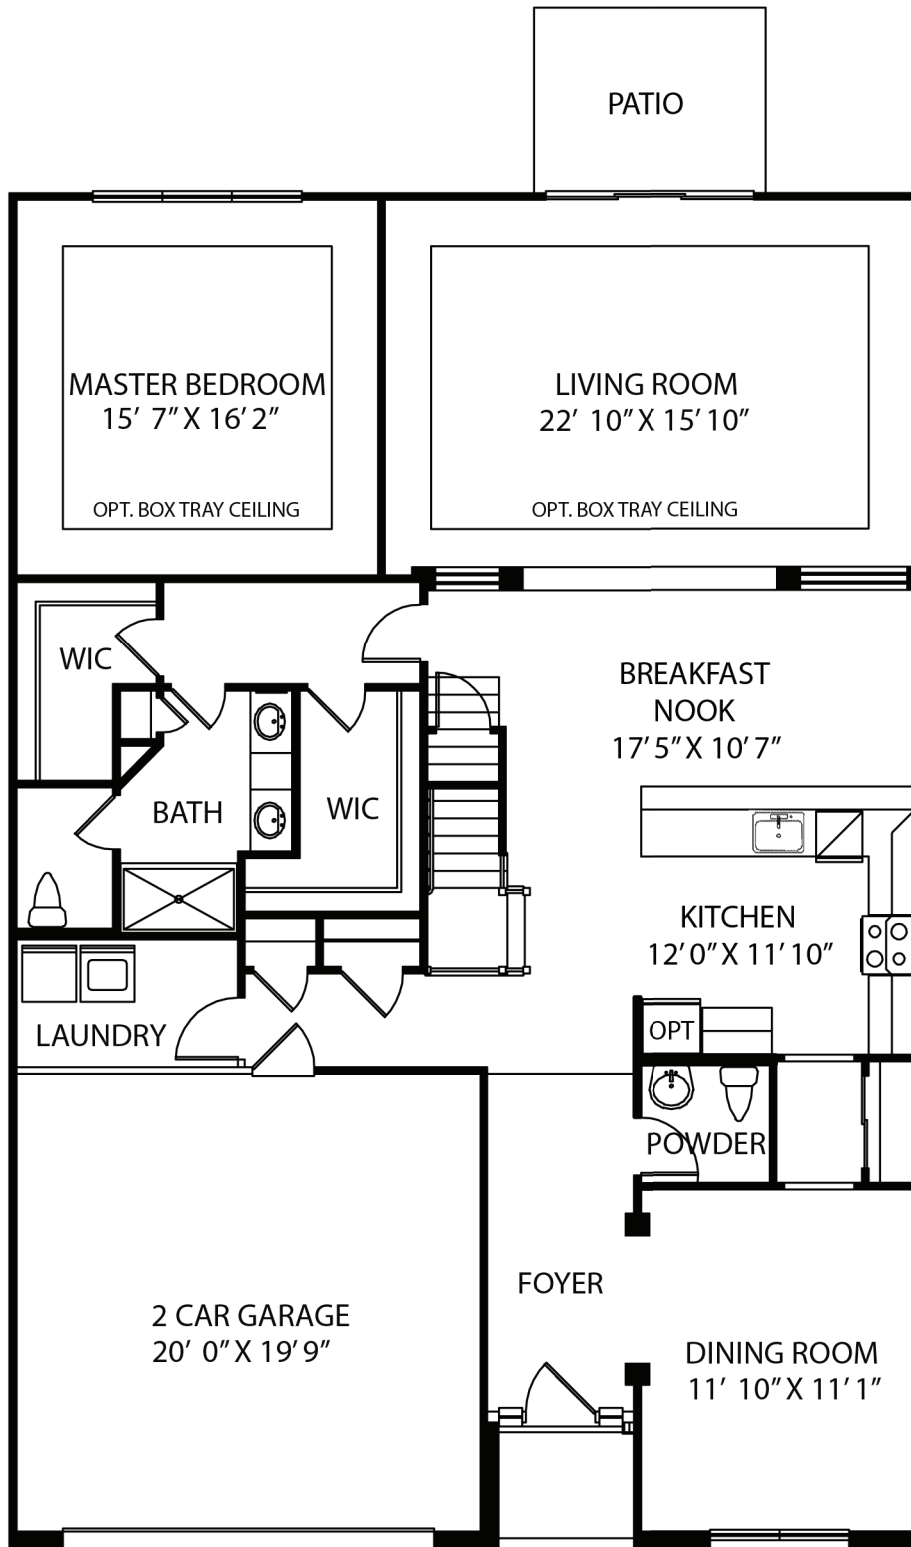 PATIO
MASTER BEDROOM
15’ 7” X 16’ 2”
OPT. BOX TRAY CEILING
LIVING ROOM
22’ 10” X 15’ 10”
OPT. BOX TRAY CEILING
WIC
BREAKFAST
NOOK
17’ 5” X 10’ 7”
BATH
WIC
KITCHEN
12’ 0” X 11’ 10”
OPT
LAUNDRY
POWDER
FOYER
2 CAR GARAGE
20’ 0” X 19’ 9”
DINING ROOM
11’ 10” X 11’ 1”